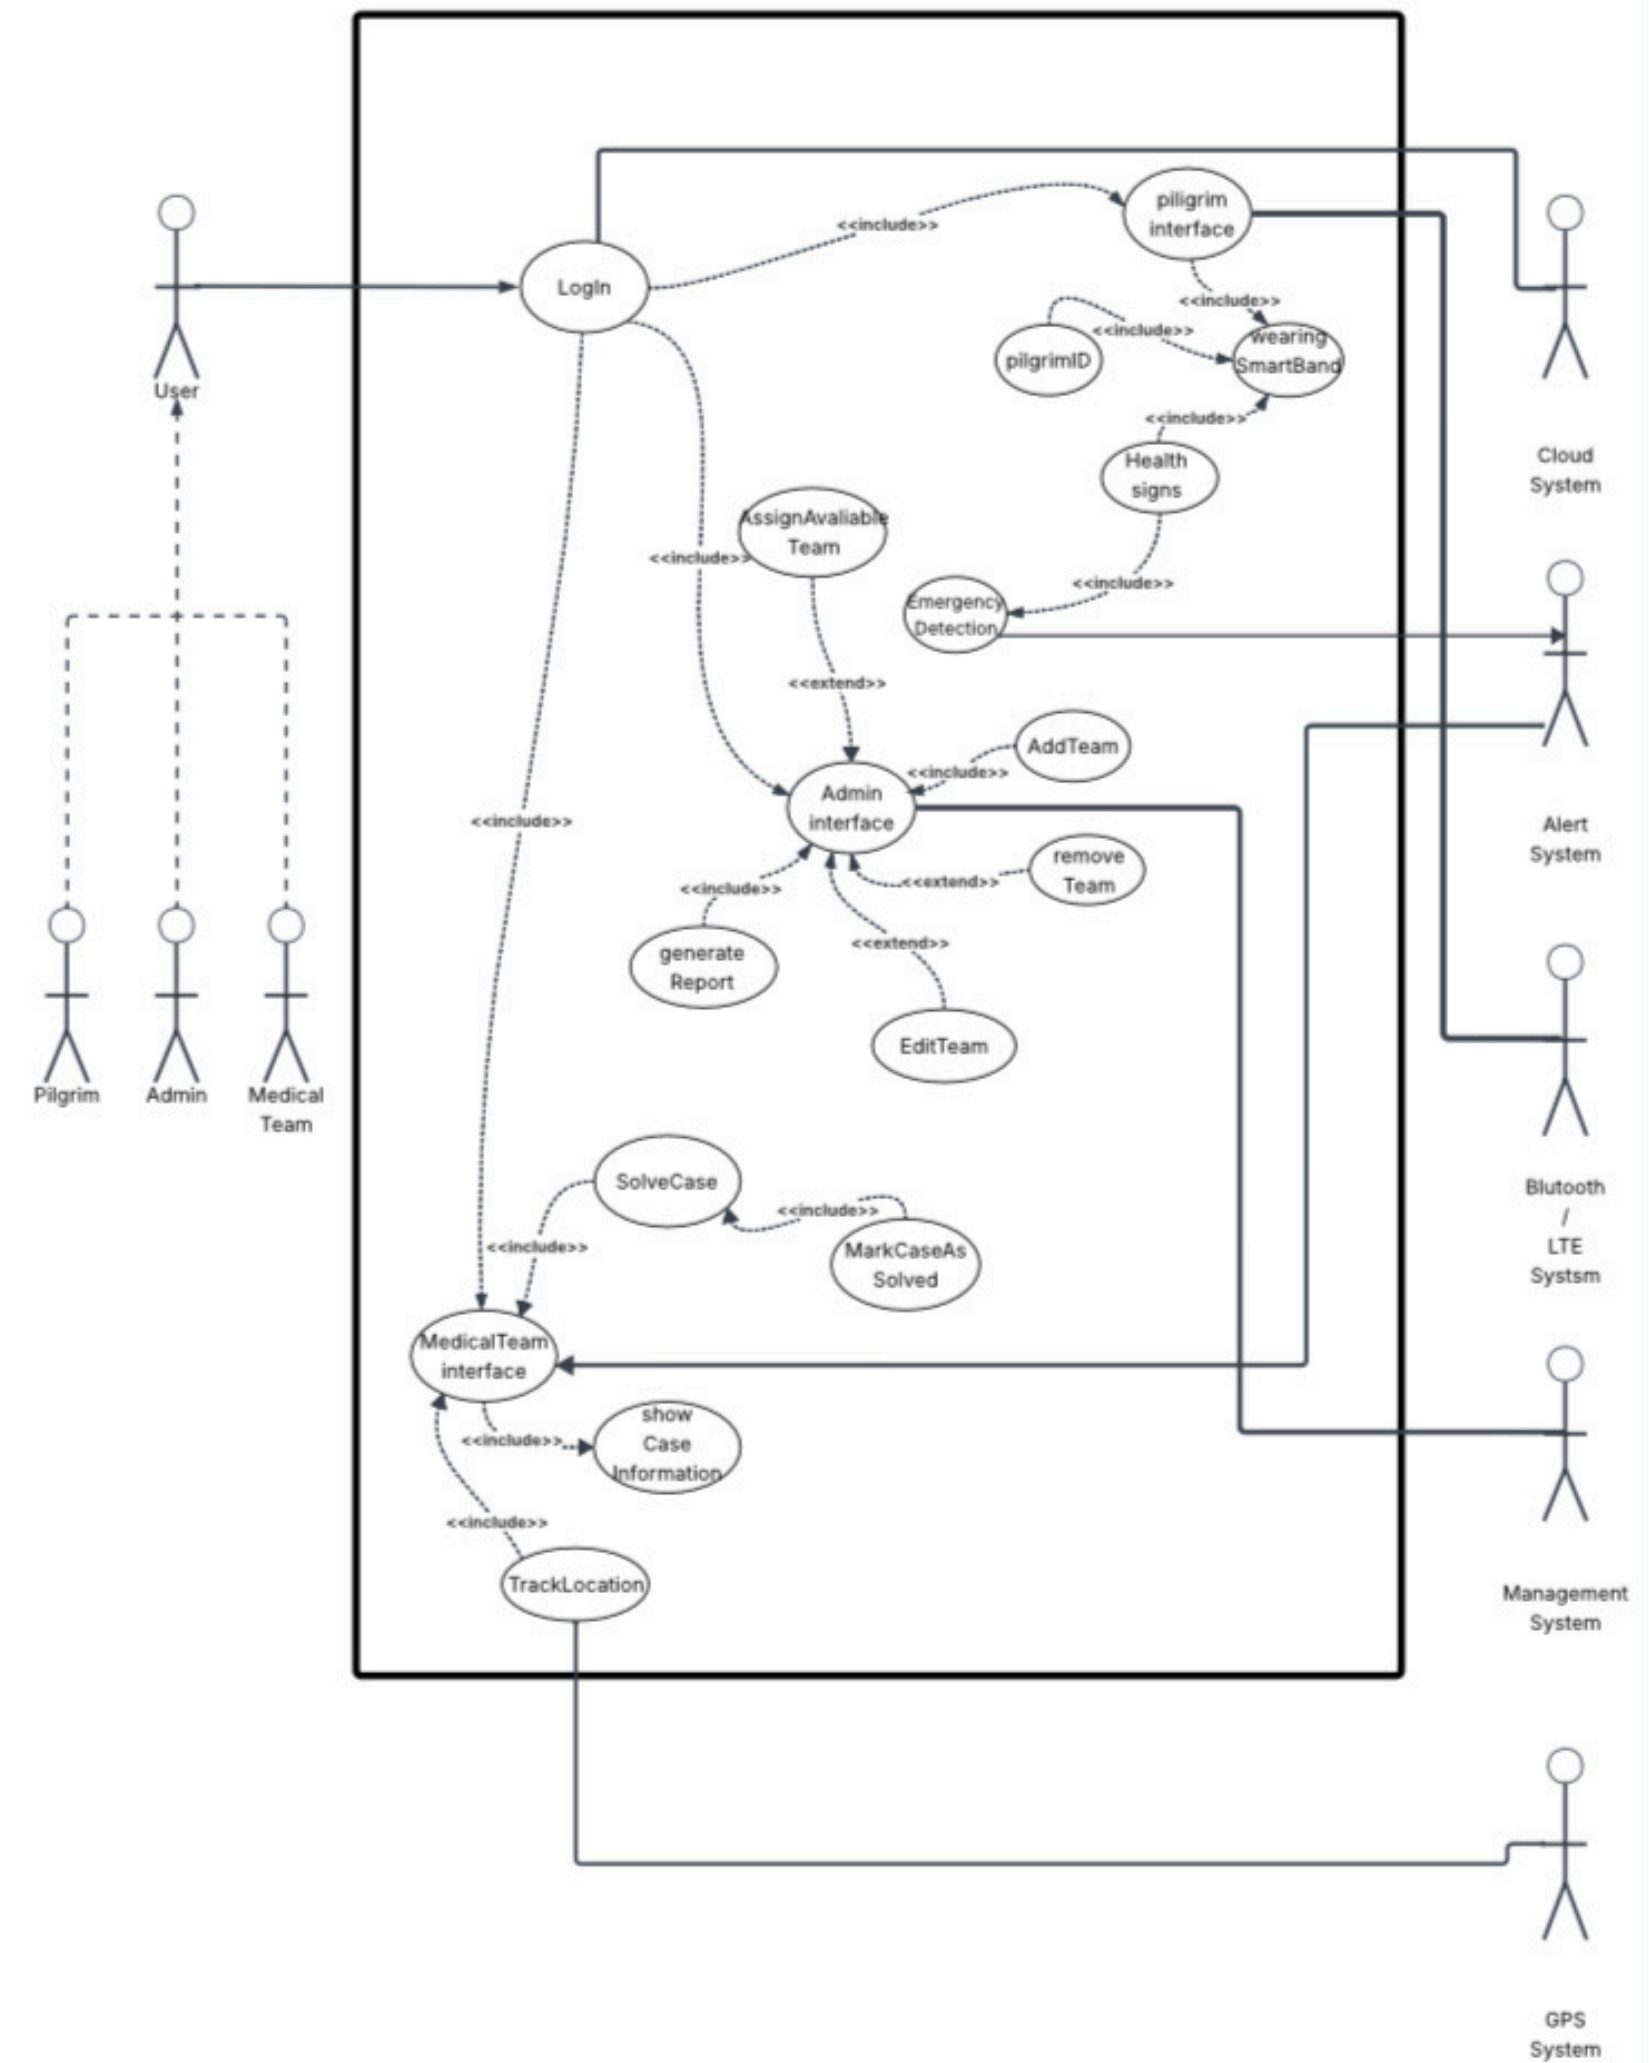 <<include>>
piligrim
interface
LogIn
<<include>>
<<include>>
pilgrimID
wearing
SmartBand
User
<<include>>
Cloud
System
Health
signs
AssignAvaliable
Team
<<include>>
<<include>>
Emergency
Detection
<<extend>>
AddTeam
<<include>>
Admin
interface
<<include>>
Alert
System
remove
Team
<<extend>>
<<include>>
<<extend>>
generate
Report
EditTeam
Pilgrim
Admin
Medical
Team
SolveCase
<<include>>
Blutooth
/
LTE
Systsm
<<include>>
MarkCaseAs
Solved
MedicalTeam
interface
<<include>>
show
Case
Information
<<include>>
TrackLocation
Management
System
GPS
System